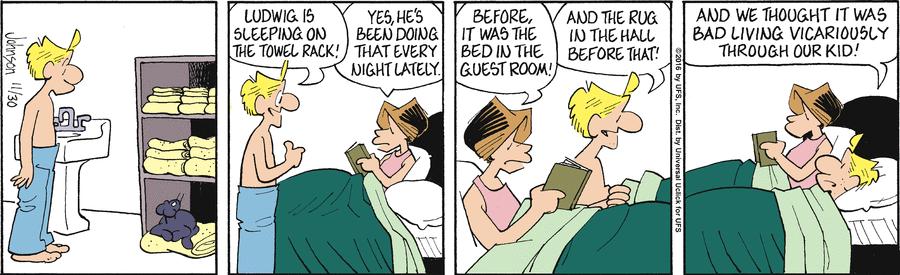 Johnson 11/30
LUDWIG IS
SLEEPING ON
THE TOWEL RACK!
YES, HE'S
BEEN DOING
THAT EVERY
NIGHT LATELY.
BEFORE,
IT WAS THE
BED IN THE
GUEST ROOM!
AND THE RUG
IN THE HALL
BEFORE THAT!
©2016 by UFS, Inc. Dist. by Universal Uclick for UFS
AND WE THOUGHT IT WAS
BAD LIVING VICARIOUSLY
THROUGH OUR KID!